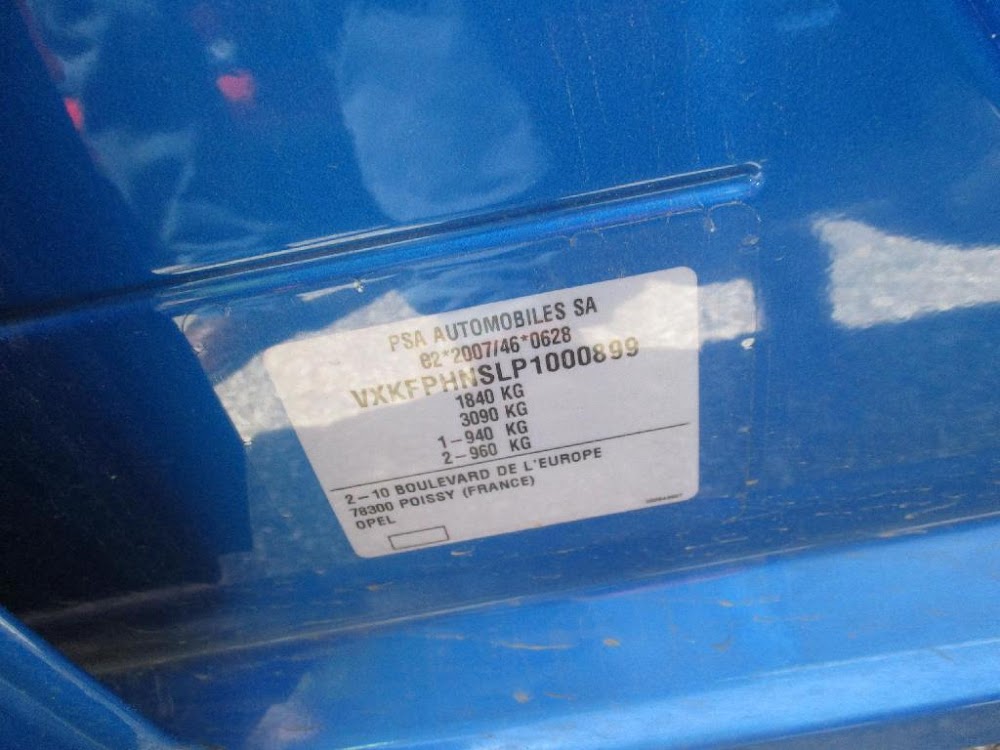 PSA AUTOMOBILES SA
e2*2007/46*0628
VXKFPHNSLP1000899
1840 KG
3090 KG
1-940 KG
2-960 KG
2-10 BOULEVARD DE L'EUROPE
78300 POISSY (FRANCE)
OPEL